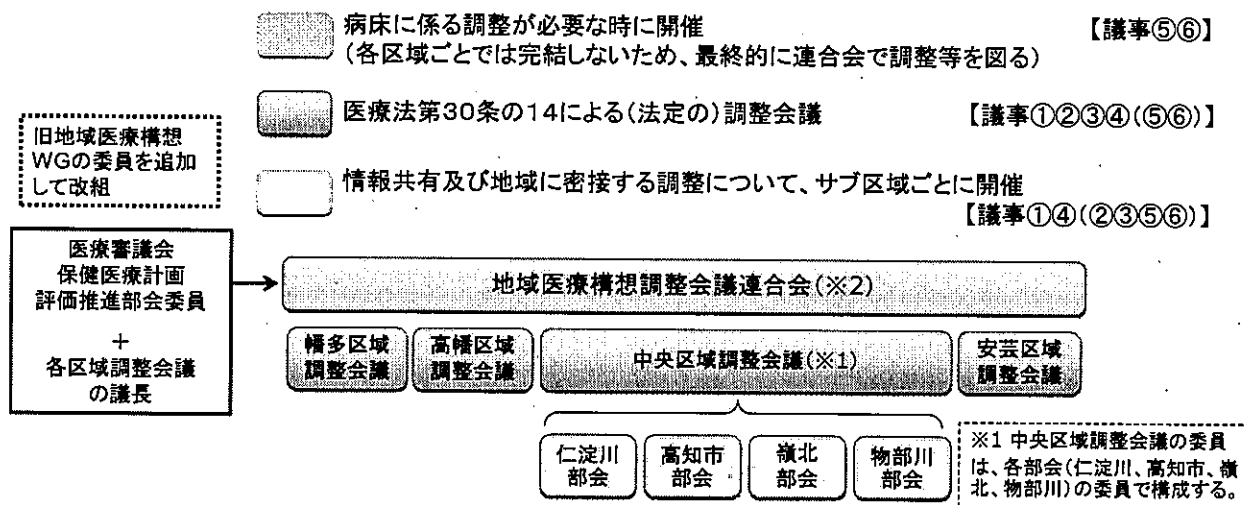 病床に係る調整が必要な時に開催 【議事⑤⑥】
(各区域ごとでは完結しないため、最終的に連合会で調整等を図る)
医療法第30条の14による(法定の)調整会議 【議事①②③④(⑤⑥)】
旧地域医療構想
WGの委員を追加
して改組
情報共有及び地域に密接する調整について、サブ区域ごとに開催
【議事①④(②③⑤⑥)】
医療審議会
保健医療計画
評価推進部会委員
+
各区域調整会議
の議長
地域医療構想調整会議連合会(※2)
幡多区域
調整会議
高幡区域
調整会議
中央区域調整会議(※1)
安芸区域
調整会議
仁淀川
部会
高知市
部会
嶺北
部会
物部川
部会
※1 中央区域調整会議の委員
は、各部会(仁淀川、高知市、嶺
北、物部川)の委員で構成する。